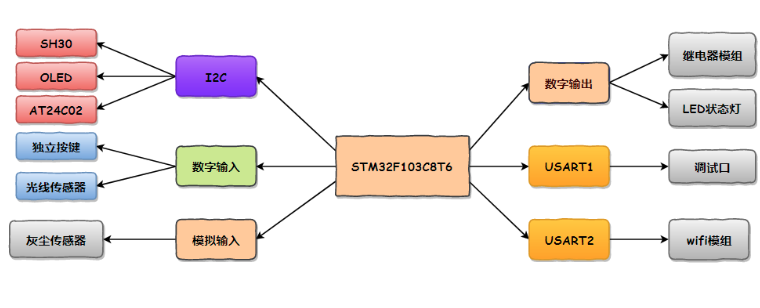 SH30
OLED
AT24C02
I2C
独立按键
光线传感器
数字输入
灰尘传感器
模拟输入
STM32F103C8T6
数字输出
继电器模组
LED状态灯
USART1
调试口
USART2
wifi模组